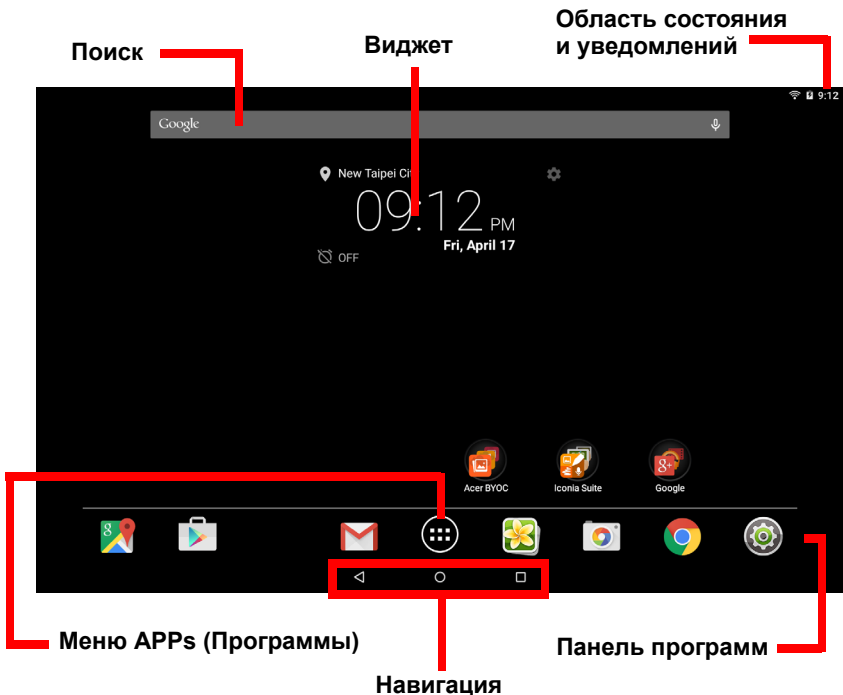 Область состояния
и уведомлений
Поиск
Виджет
9:12
Google
New Taipei City
09:12 PM
Fri, April 17
OFF
Acer BYOC
Iconia Suite
Google
Меню APPs (Программы)
Панель программ
Навигация